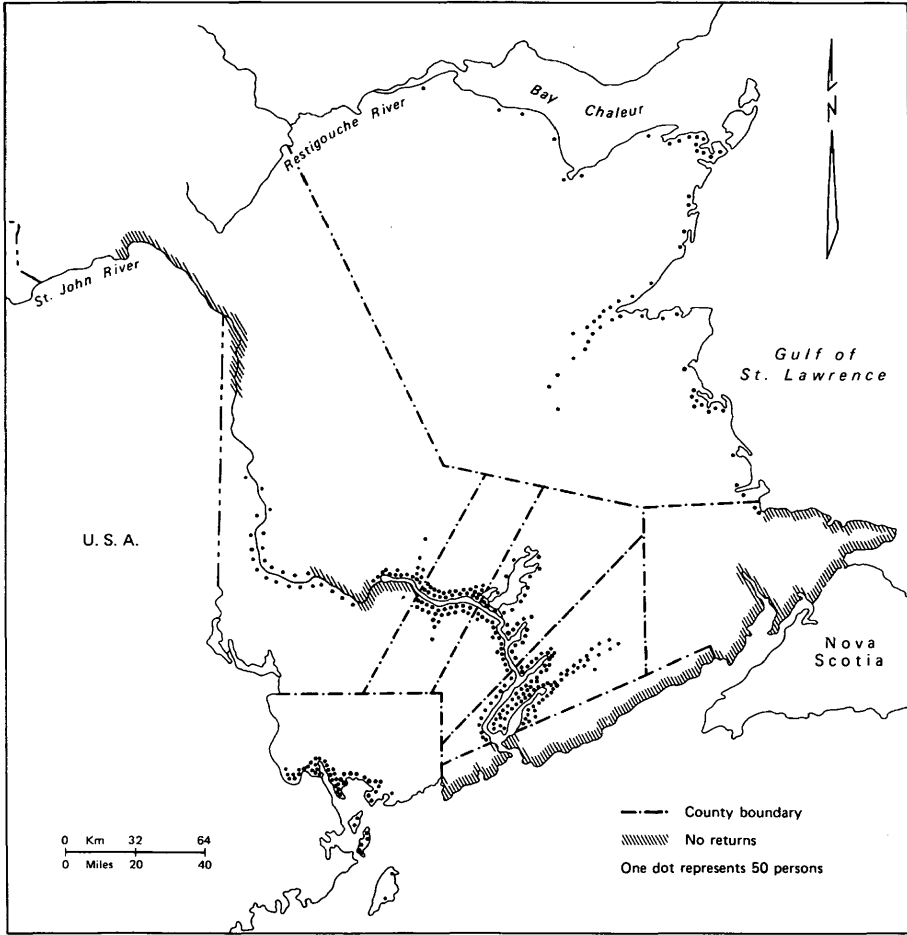 Bay Chaleur
Restigouche River
N
St. John River
Gulf of
St. Lawrence
U. S. A.
Nova
Scotia
County boundary
No returns
One dot represents 50 persons
0 Km 32 64
0 Miles 20 40